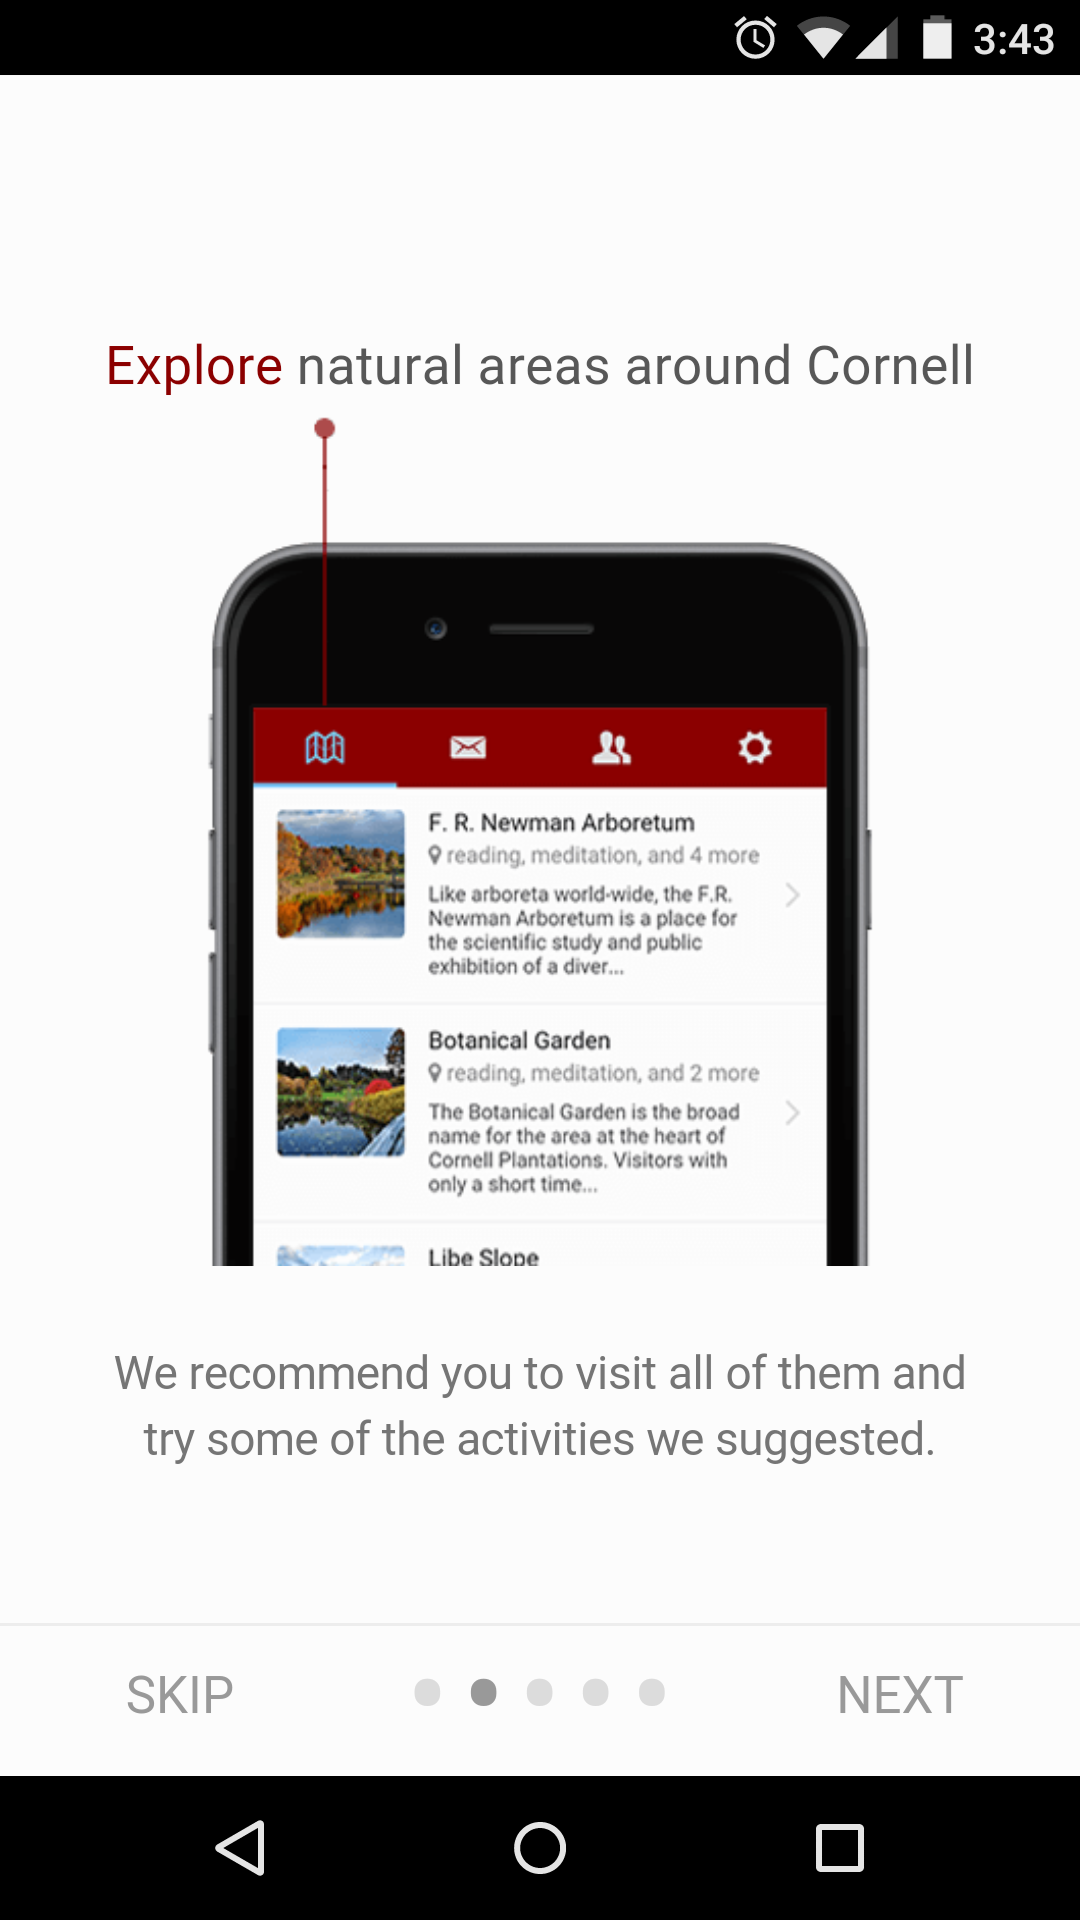 3:43
Explore natural areas around Cornell
F. R. Newman Arboretum
reading, meditation, and 4 more
Like arboreta world-wide, the F.R.
Newman Arboretum is a place for
the scientific study and public
exhibition of a diver...
Botanical Garden
reading, meditation, and 2 more
The Botanical Garden is the broad
name for the area at the heart of
Cornell Plantations. Visitors with
only a short time...
Libe Slope
We recommend you to visit all of them and
try some of the activities we suggested.
SKIP
NEXT